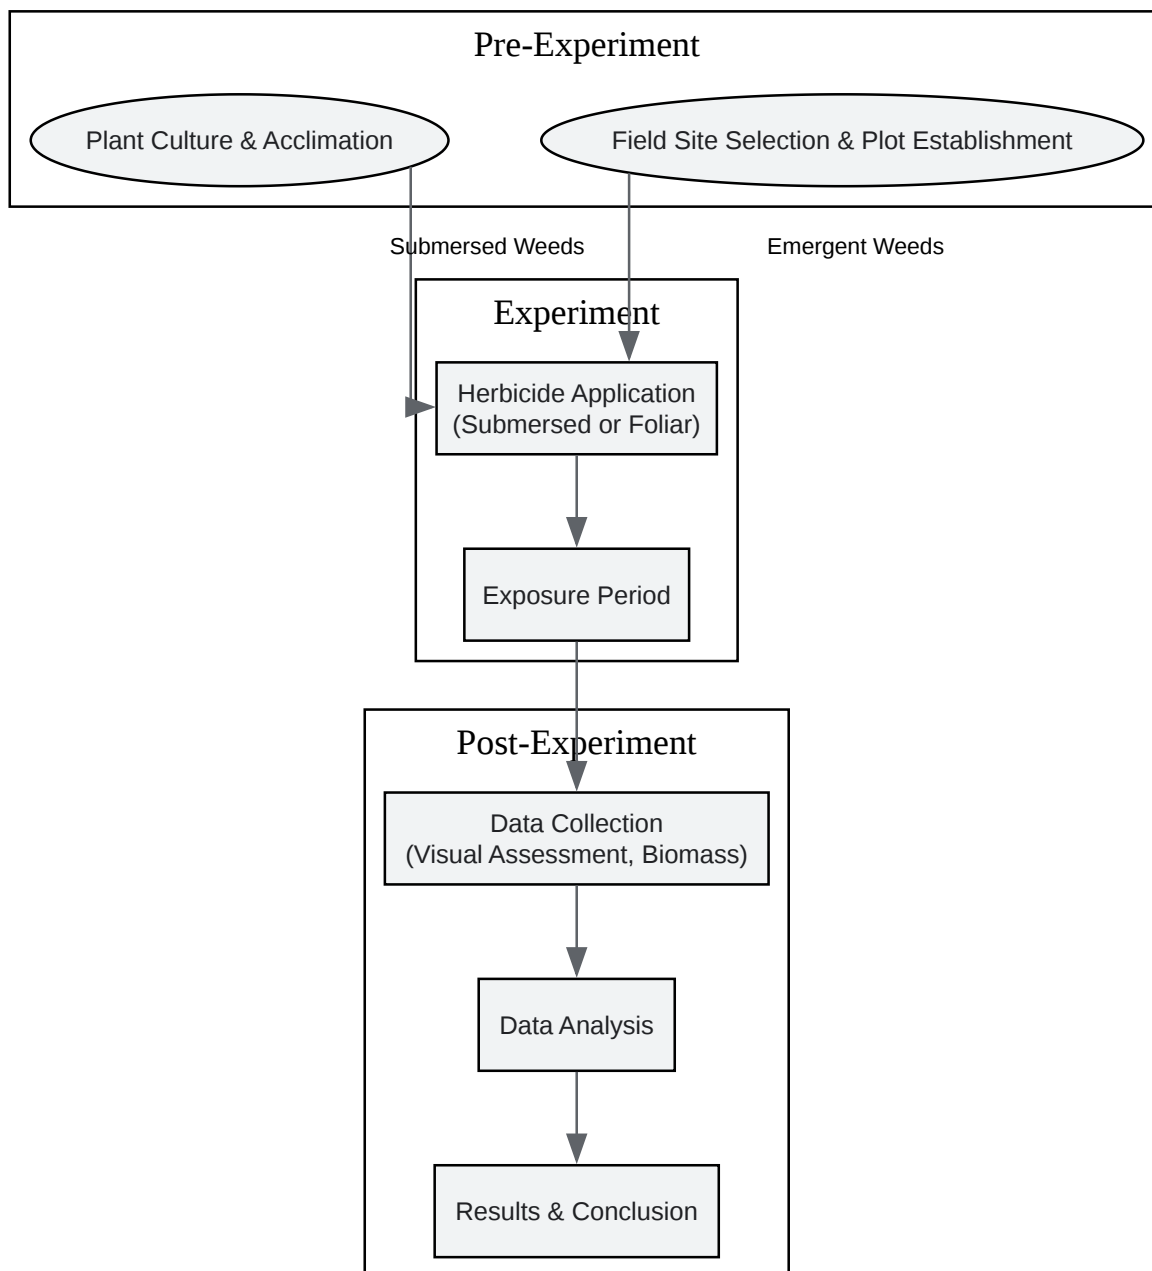 Pre-Experiment
Plant Culture & Acclimation
Field Site Selection & Plot Establishment
Submersed Weeds
Emergent Weeds
Experiment
Herbicide Application
(Submersed or Foliar)
Exposure Period
Post-Experiment
Data Collection
(Visual Assessment, Biomass)
Data Analysis
Results & Conclusion